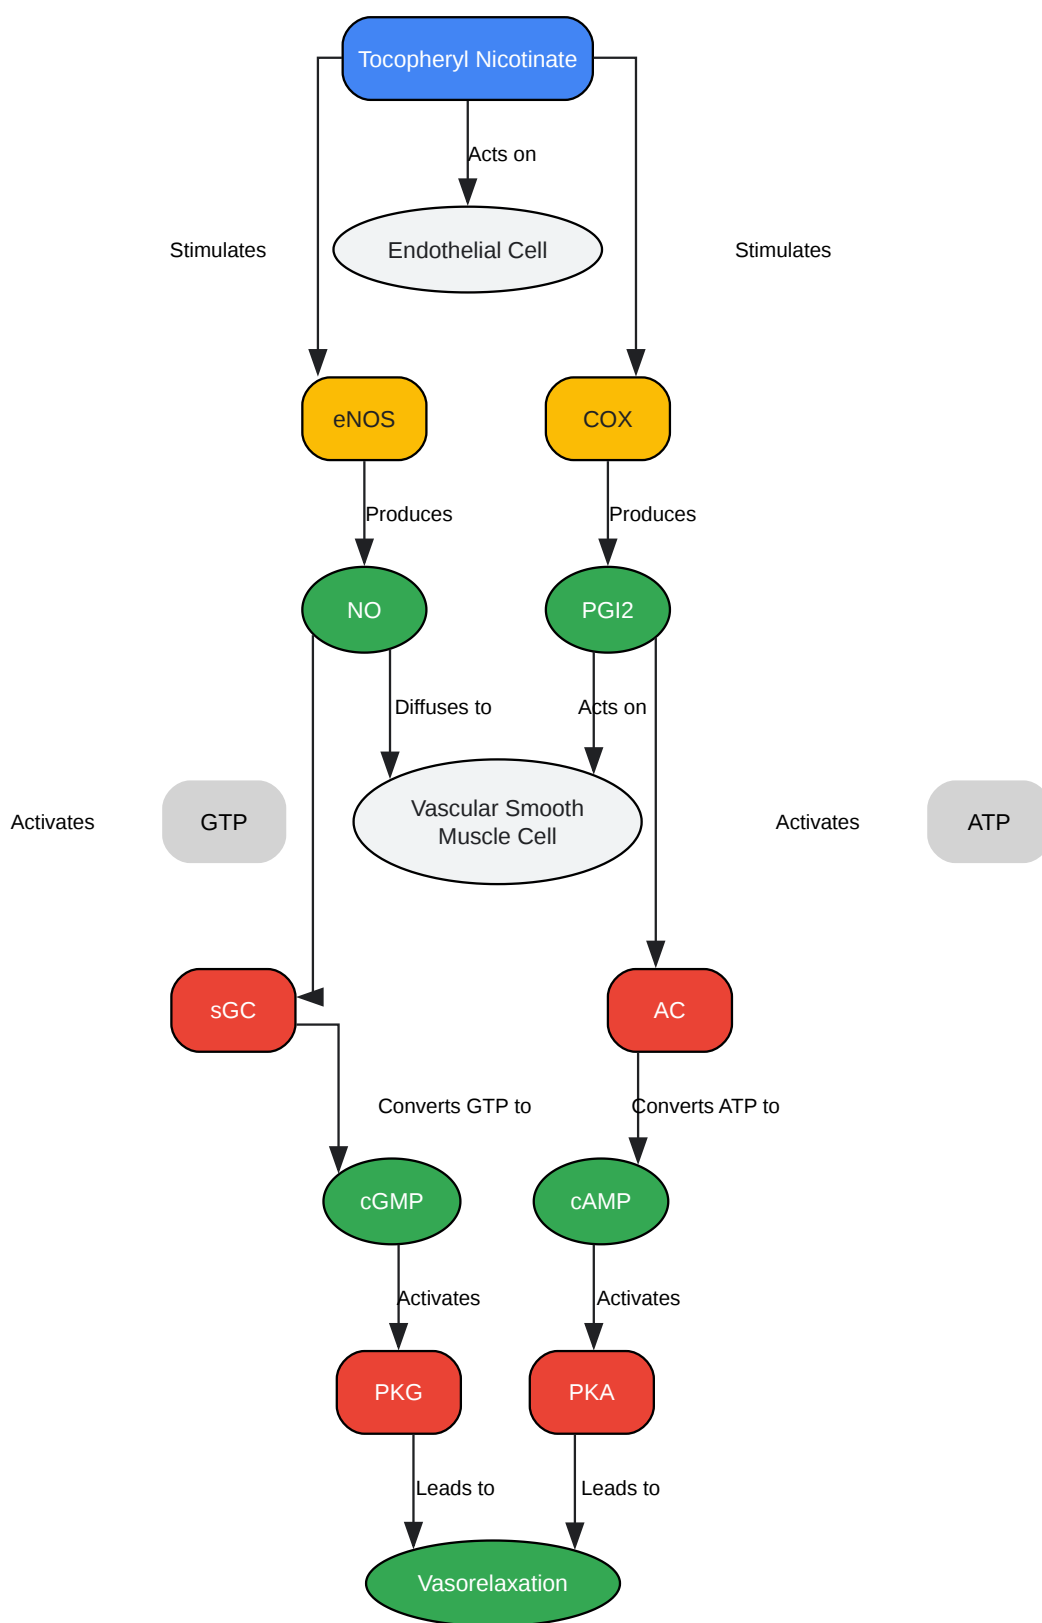 Tocopheryl Nicotinate
Acts on
Stimulates
Endothelial Cell
Stimulates
eNOS
COX
Produces
Produces
NO
PGI2
Diffuses to
Acts on
Activates
GTP
Vascular Smooth
Muscle Cell
Activates
ATP
sGC
AC
Converts GTP to
Converts ATP to
cGMP
cAMP
Activates
Activates
PKG
PKA
Leads to
Leads to
Vasorelaxation